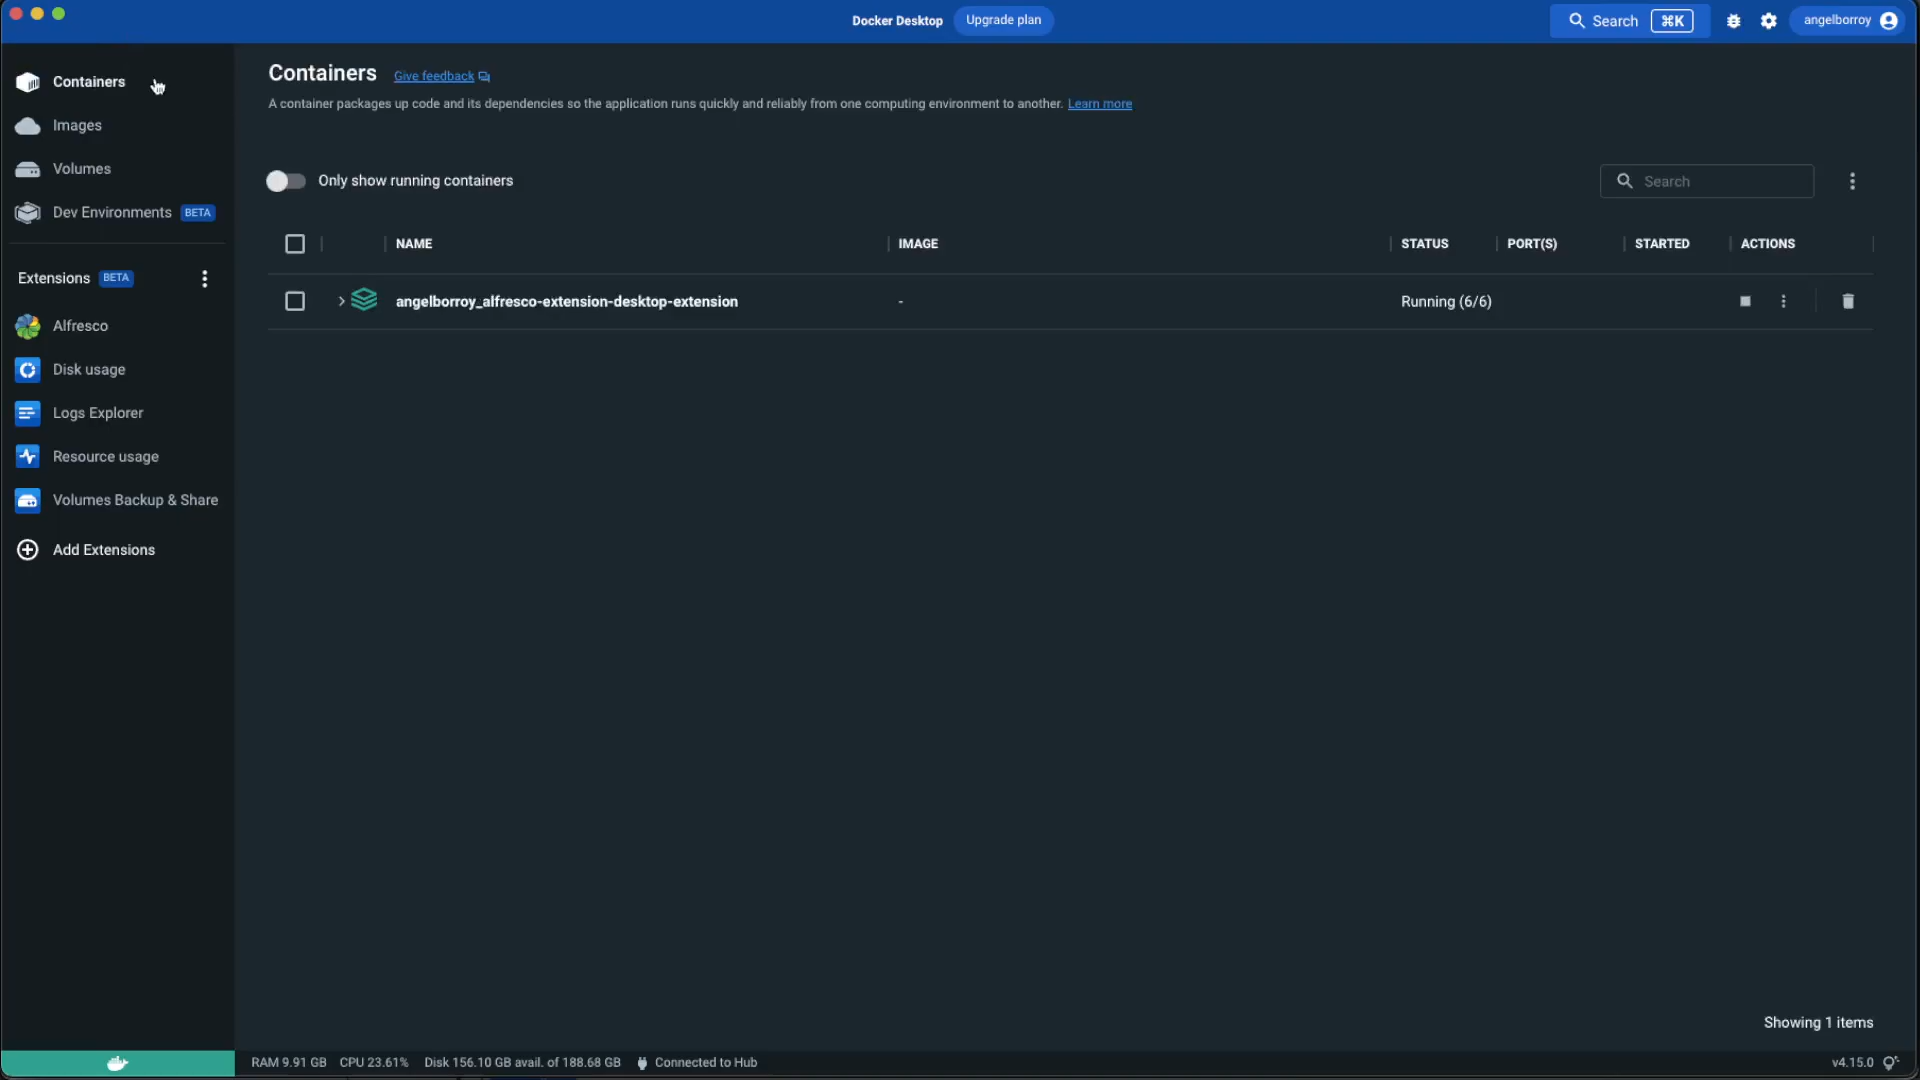 Docker Desktop
Upgrade plan
Search
⌘K
angelborroy
Containers
Images
Volumes
Dev Environments BETA
Extensions BETA
Alfresco
Disk usage
Logs Explorer
Resource usage
Volumes Backup & Share
Add Extensions
Containers
Give feedback
A container packages up code and its dependencies so the application runs quickly and reliably from one computing environment to another. Learn more
Only show running containers
Search
NAME IMAGE STATUS PORT(S) STARTED ACTIONS
angelborroy_alfresco-extension-desktop-extension - Running (6/6)
Showing 1 items
RAM 9.91 GB CPU 23.61% Disk 156.10 GB avail. of 188.68 GB Connected to Hub
v4.15.0